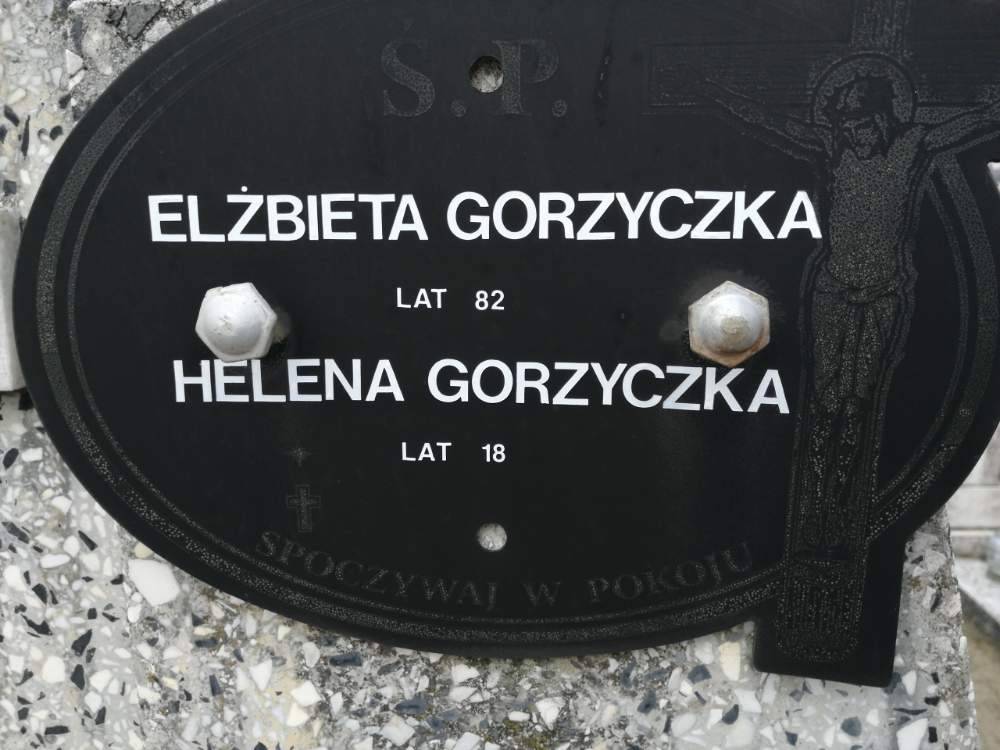 Ś.P.
ELŻBIETA GORZYCZKA
LAT 82
HELENA GORZYCZKA
LAT 18
SPOCZYWAJ W POKOJU